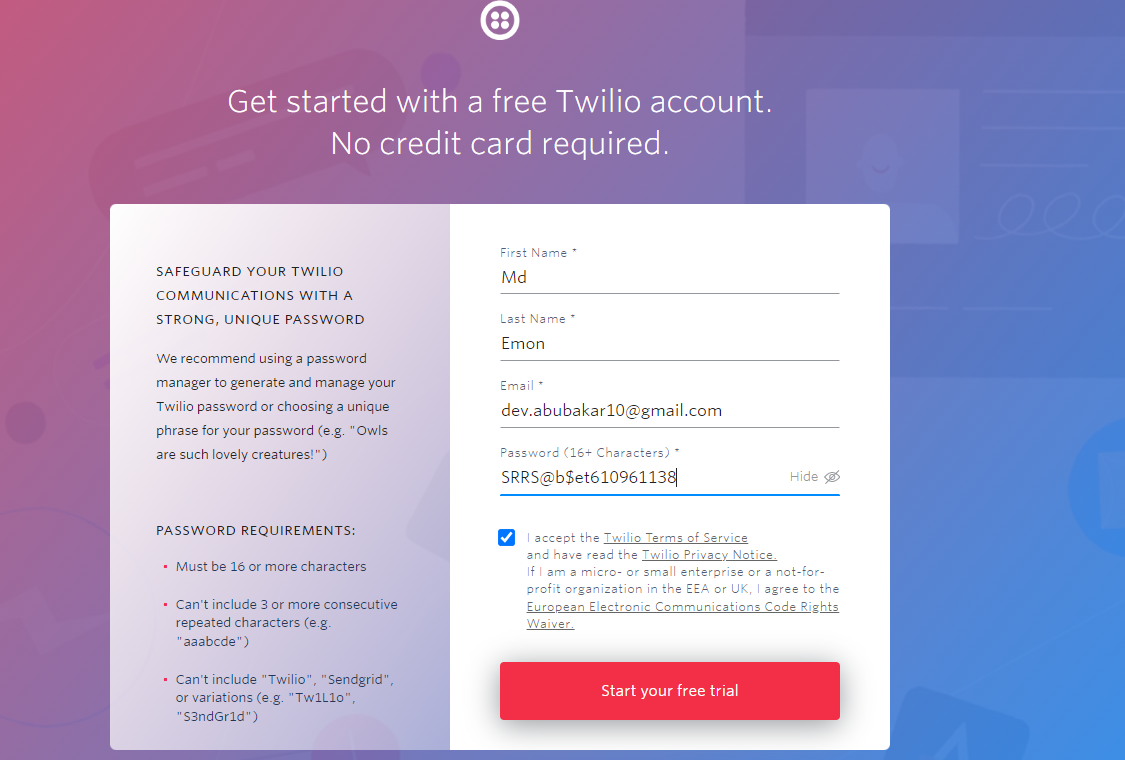 Get started with a free Twilio account.
No credit card required.
SAFEGUARD YOUR TWILIO
COMMUNICATIONS WITH A
STRONG, UNIQUE PASSWORD
We recommend using a password
manager to generate and manage your
Twilio password or choosing a unique
phrase for your password (e.g. "Owls
are such lovely creatures!")
PASSWORD REQUIREMENTS:
Must be 16 or more characters
Can't include 3 or more consecutive
repeated characters (e.g.
"aaabcde")
Can't include "Twilio", "Sendgrid",
or variations (e.g. "Tw1L1o",
"S3ndGr1d")
First Name *
Md
Last Name *
Emon
Email *
dev.abubakar10@gmail.com
Password (16+ Characters) *
SRRS@b$et610961138
Hide
I accept the Twilio Terms of Service
and have read the Twilio Privacy Notice.
If I am a micro- or small enterprise or a not-for-
profit organization in the EEA or UK, I agree to the
European Electronic Communications Code Rights
Waiver.
Start your free trial